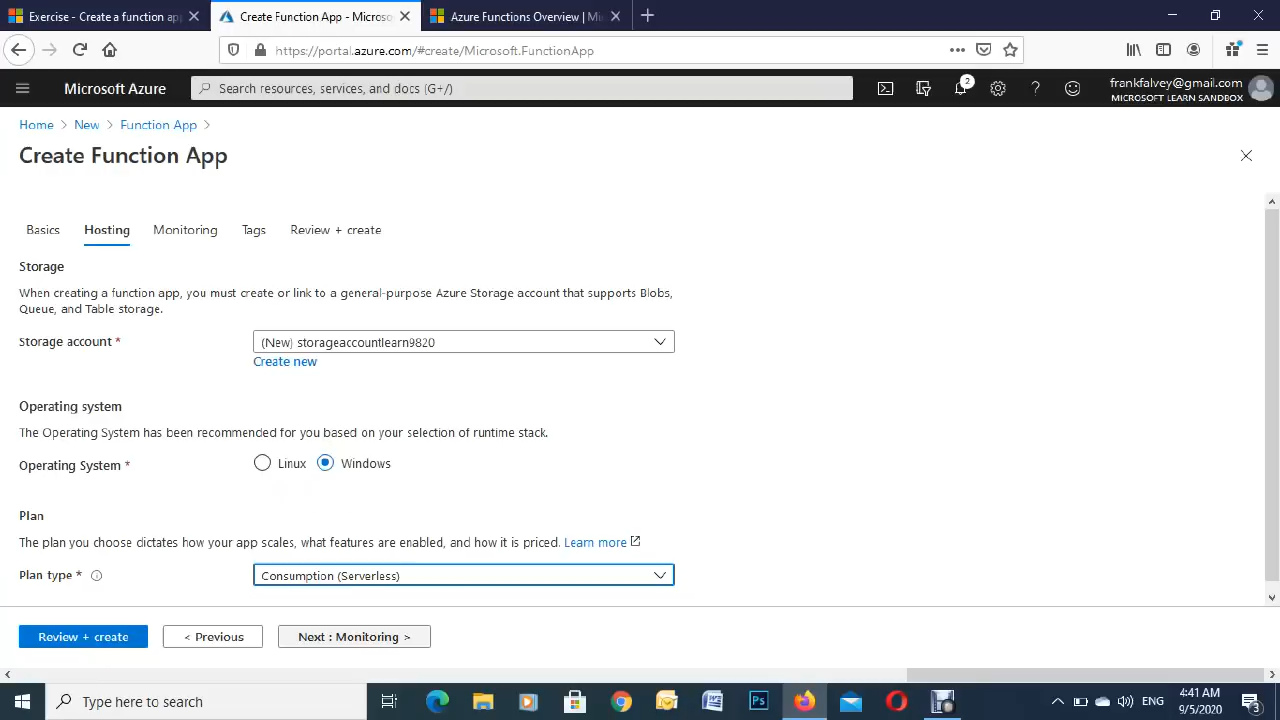 Exercise - Create a function ap
Create Function App - Microso
Azure Functions Overview | Mi
https://portal.azure.com/#create/Microsoft.FunctionApp
Microsoft Azure
Search resources, services, and docs (G+/)
2
frankfalvey@gmail.com
MICROSOFT LEARN SANDBOX
Home > New > Function App >
Create Function App
Basics
Hosting
Monitoring
Tags
Review + create
Storage
When creating a function app, you must create or link to a general-purpose Azure Storage account that supports Blobs,
Queue, and Table storage.
Storage account *
(New) storageaccountlearn9820
Create new
Operating system
The Operating System has been recommended for you based on your selection of runtime stack.
Operating System *
Linux
Windows
Plan
The plan you choose dictates how your app scales, what features are enabled, and how it is priced. Learn more
Plan type *
Consumption (Serverless)
Review + create
< Previous
Next : Monitoring >
Type here to search
ENG
4:41 AM
9/5/2020
3